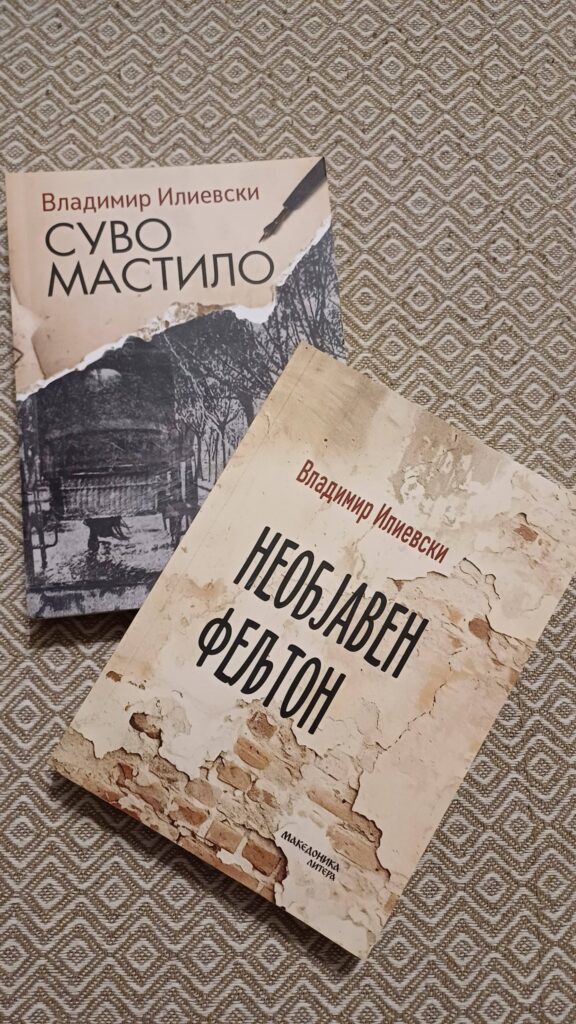 Владимир Илиевски
СУВО
МАСТИЛО
Владимир Илиевски
НЕОБЈАВЕН
ФЕЉТОН
МАКЕДОНИКА
ЛИТЕРА